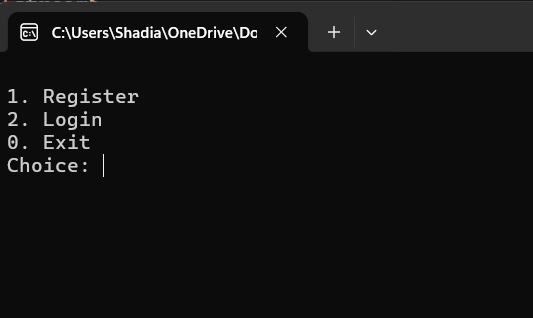 C:\Users\Shadia\OneDrive\Do
1. Register
2. Login
0. Exit
Choice: